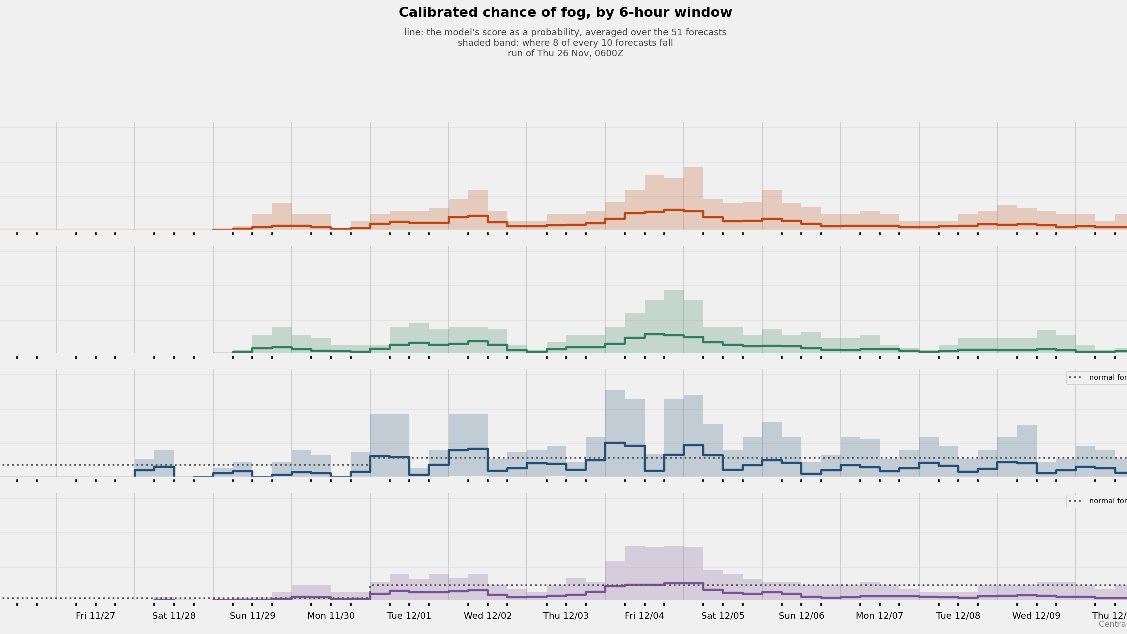 Calibrated chance of fog, by 6-hour window
line: the model's score as a probability, averaged over the 51 forecasts
shaded band: where 8 of every 10 forecasts fall
run of Thu 26 Nov, 0600Z
normal for
normal for
Fri 11/27 Sat 11/28 Sun 11/29 Mon 11/30 Tue 12/01 Wed 12/02 Thu 12/03 Fri 12/04 Sat 12/05 Sun 12/06 Mon 12/07 Tue 12/08 Wed 12/09 Thu 12/
Centra